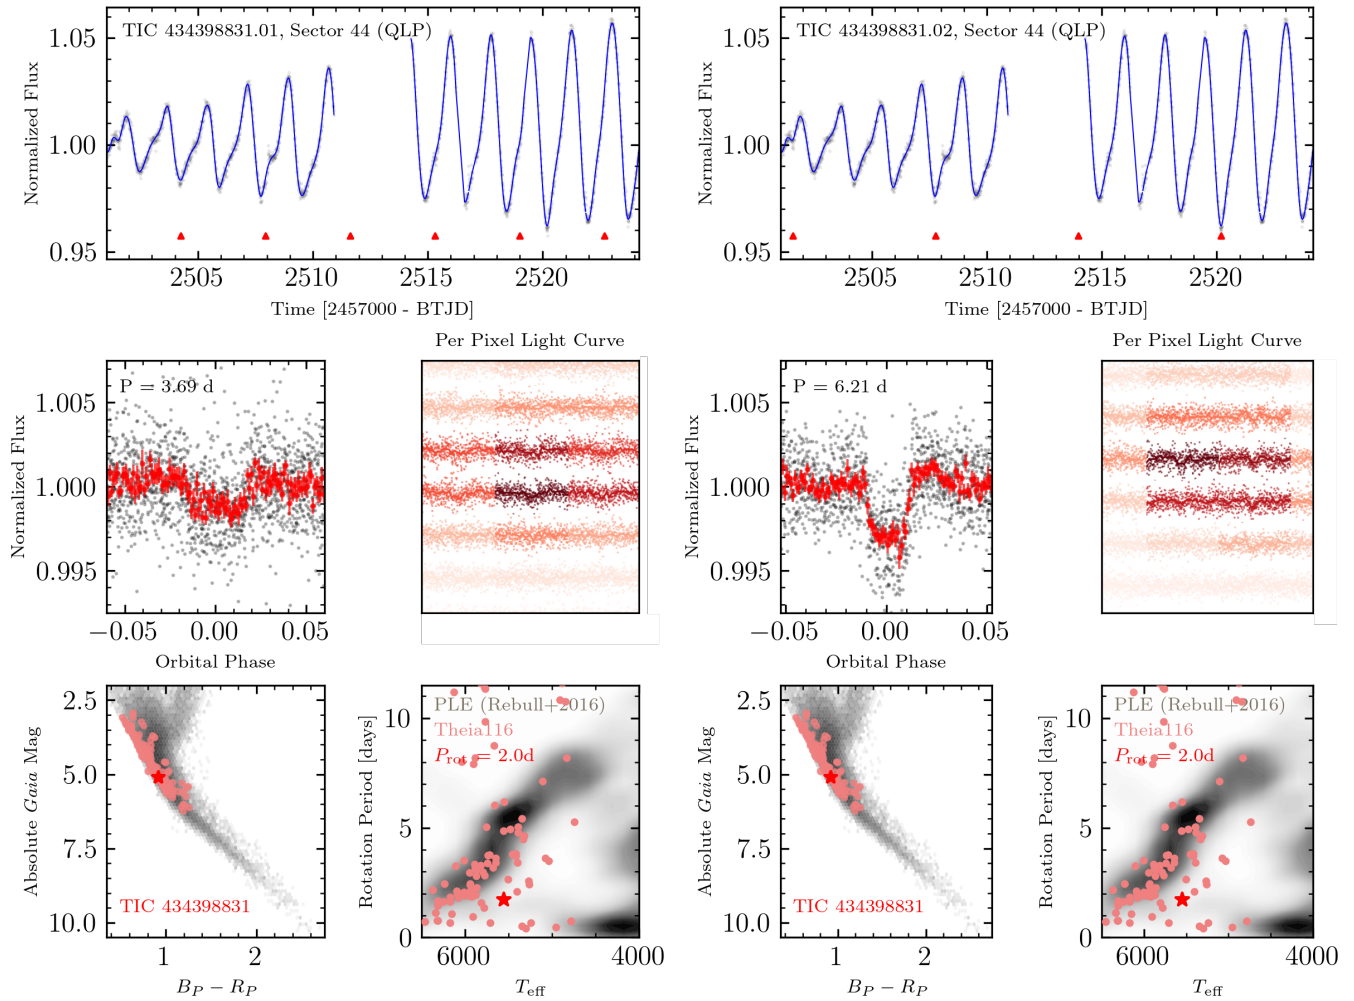 TIC 434398831.01, Sector 44 (QLP)
Normalized Flux
1.05
1.00
0.95
2505 2510 2515 2520
Time [2457000 - BTJD]
TIC 434398831.02, Sector 44 (QLP)
Normalized Flux
1.05
1.00
0.95
2505 2510 2515 2520
Time [2457000 - BTJD]
P = 3.69 d
Normalized Flux
1.005
1.000
0.995
−0.05 0.00 0.05
Orbital Phase
Per Pixel Light Curve
P = 6.21 d
Normalized Flux
1.005
1.000
0.995
−0.05 0.00 0.05
Orbital Phase
Per Pixel Light Curve
Absolute Gaia Mag
2.5
5.0
7.5
10.0
TIC 434398831
1 2
B_P − R_P
PLE (Rebull+2016)
Theia116
P_rot = 2.0d
Rotation Period [days]
10
5
0
6000 4000
T_eff
Absolute Gaia Mag
2.5
5.0
7.5
10.0
TIC 434398831
1 2
B_P − R_P
PLE (Rebull+2016)
Theia116
P_rot = 2.0d
Rotation Period [days]
10
5
0
6000 4000
T_eff